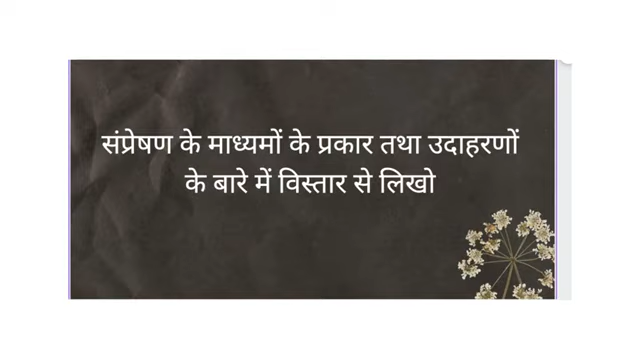 संप्रेषण के माध्यमों के प्रकार तथा उदाहरणों
के बारे में विस्तार से लिखो